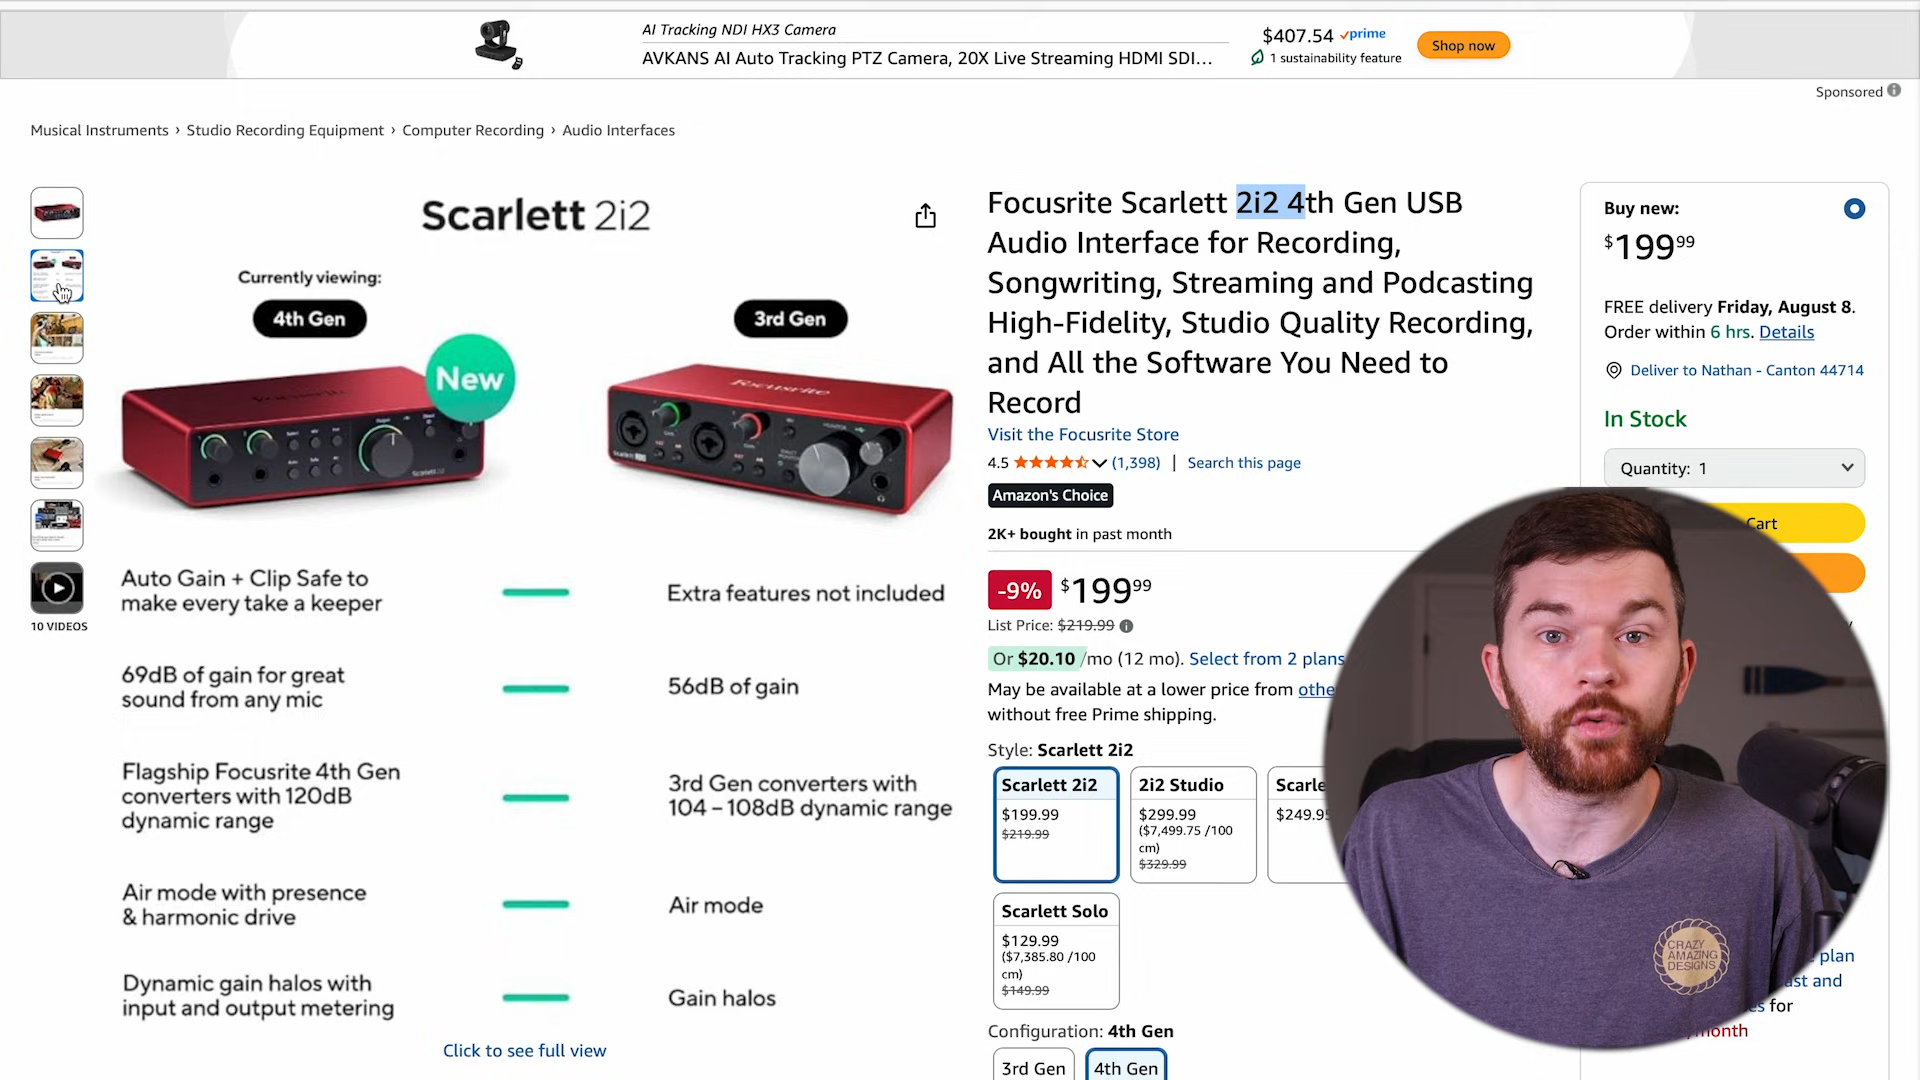 AI Tracking NDI HX3 Camera
AVKANS AI Auto Tracking PTZ Camera, 20X Live Streaming HDMI SDI...
$407.54 prime
1 sustainability feature
Shop now
Sponsored
Musical Instruments › Studio Recording Equipment › Computer Recording › Audio Interfaces
10 VIDEOS
Scarlett 2i2
Currently viewing:
4th Gen
3rd Gen
New
Focusrite
Scarlett 2i2
Auto Gain + Clip Safe to
make every take a keeper
Extra features not included
69dB of gain for great
sound from any mic
56dB of gain
Flagship Focusrite 4th Gen
converters with 120dB
dynamic range
3rd Gen converters with
104 – 108dB dynamic range
Air mode with presence
& harmonic drive
Air mode
Dynamic gain halos with
input and output metering
Gain halos
Click to see full view
Focusrite Scarlett 2i2 4th Gen USB
Audio Interface for Recording,
Songwriting, Streaming and Podcasting
High-Fidelity, Studio Quality Recording,
and All the Software You Need to
Record
Visit the Focusrite Store
4.5 (1,398) | Search this page
Amazon's Choice
2K+ bought in past month
-9% $199 99
List Price: $219.99
Or $20.10 /mo (12 mo). Select from 2 plans
May be available at a lower price from othe
without free Prime shipping.
Style: Scarlett 2i2
Scarlett 2i2
$199.99
$219.99
2i2 Studio
$299.99
($7,499.75 /100
cm)
$329.99
Scarle
$249.95
Scarlett Solo
$129.99
($7,385.80 /100
cm)
$149.99
Configuration: 4th Gen
3rd Gen
4th Gen
Buy new:
$199 99
FREE delivery Friday, August 8.
Order within 6 hrs. Details
Deliver to Nathan - Canton 44714
In Stock
Quantity: 1
Cart
CRAZY
AMAZING
DESIGNS
plan
and
for
month